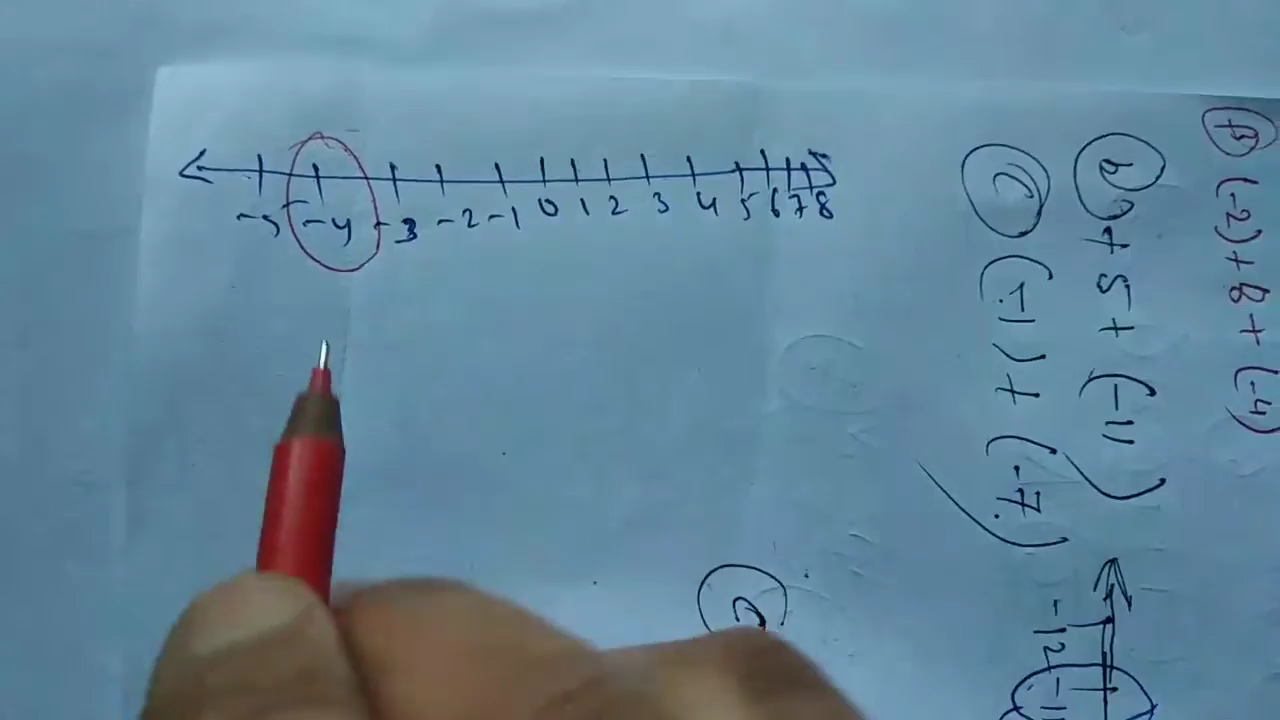 -5 -4 -3 -2 -1 0 1 2 3 4 5 6 7 8
(-2) + 8 + (-4)
b + 5 + (-11)
c (-1) + (-7)
-12 -11